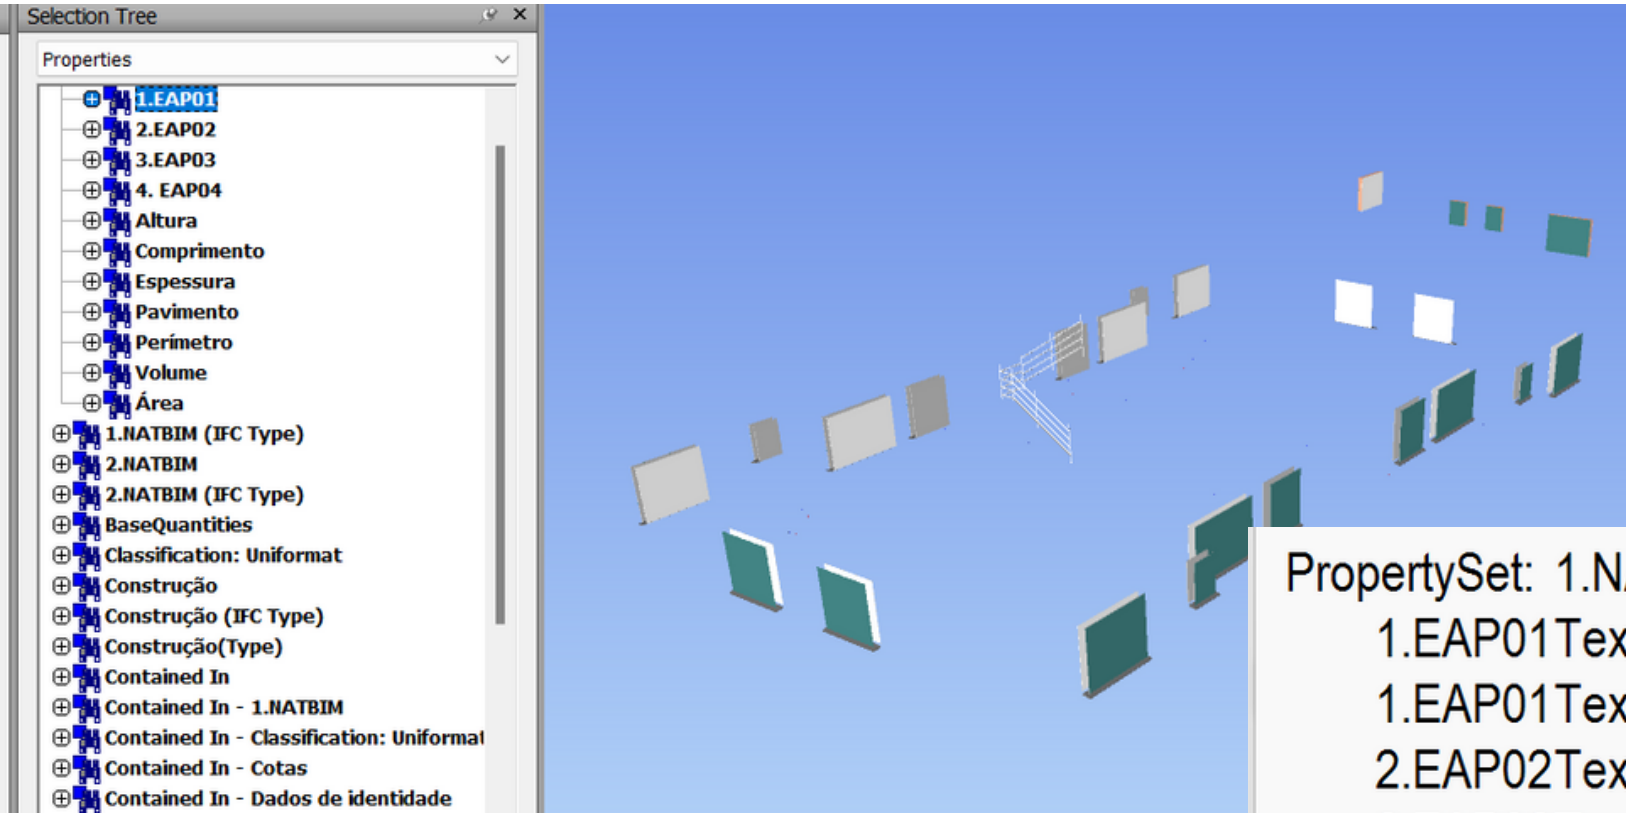 Selection Tree
Properties
1.EAP01
2.EAP02
3.EAP03
4. EAP04
Altura
Comprimento
Espessura
Pavimento
Perímetro
Volume
Área
1.NATBIM (IFC Type)
2.NATBIM
2.NATBIM (IFC Type)
BaseQuantities
Classification: Uniformat
Construção
Construção (IFC Type)
Construção(Type)
Contained In
Contained In - 1.NATBIM
Contained In - Classification: Uniformat
Contained In - Cotas
Contained In - Dados de identidade
PropertySet: 1.N
1.EAP01Tex
1.EAP01Tex
2.EAP02Tex